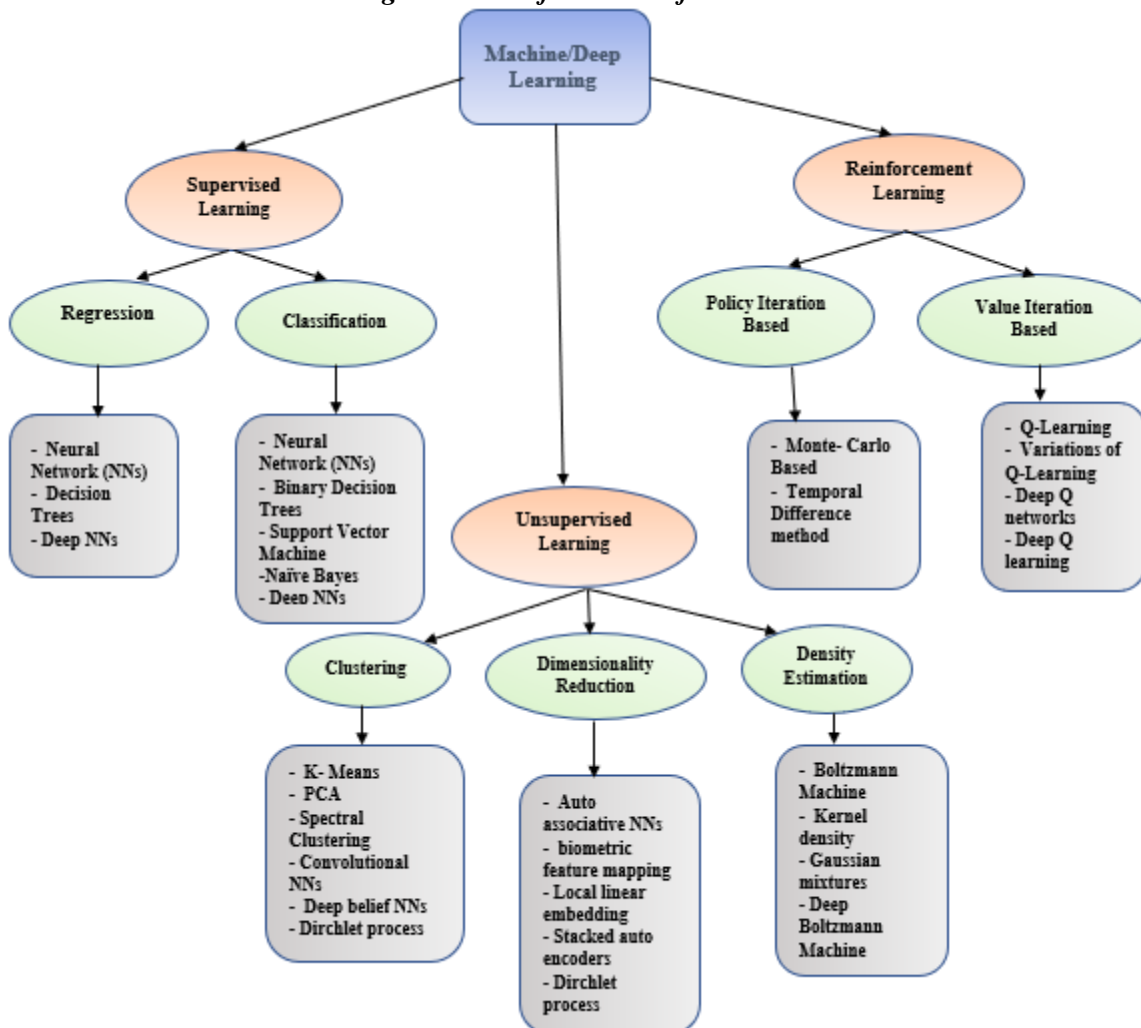 Machine/Deep
Learning
Supervised
Learning
Reinforcement
Learning
Regression
Classification
Policy Iteration
Based
Value Iteration
Based
- Neural
Network (NNs)
- Decision
Trees
- Deep NNs
- Neural
Network (NNs)
- Binary Decision
Trees
- Support Vector
Machine
-Naïve Bayes
- Deep NNs
- Monte- Carlo
Based
- Temporal
Difference
method
- Q-Learning
- Variations of
Q-Learning
- Deep Q
networks
- Deep Q
learning
Unsupervised
Learning
Clustering
Dimensionality
Reduction
Density
Estimation
- K- Means
- PCA
- Spectral
Clustering
- Convolutional
NNs
- Deep belief NNs
- Dirchlet process
- Auto
associative NNs
- biometric
feature mapping
- Local linear
embedding
- Stacked auto
encoders
- Dirchlet
process
- Boltzmann
Machine
- Kernel
density
- Gaussian
mixtures
- Deep
Boltzmann
Machine